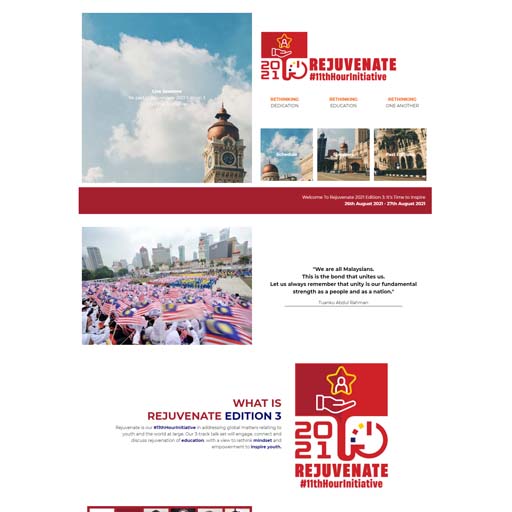 Live Sessions
2021
REJUVENATE
#11thHourInitiative
RETHINKING
DEDICATION
RETHINKING
EDUCATION
RETHINKING
ONE ANOTHER
Schedule
Welcome To Rejuvenate 2021 Edition 3: It's Time to Inspire
26th August 2021 - 27th August 2021
"We are all Malaysians.
This is the bond that unites us.
Let us always remember that unity is our fundamental
strength as a people and as a nation."
Tuanku Abdul Rahman
WHAT IS
REJUVENATE EDITION 3
Rejuvenate is our #11thHourInitiative in addressing global matters relating to
youth and the world at large. Our 3-track talk set will engage, connect and
discuss rejuvenation of education, with a view to rethink mindset and
empowerment to inspire youth.
2021
REJUVENATE
#11thHourInitiative